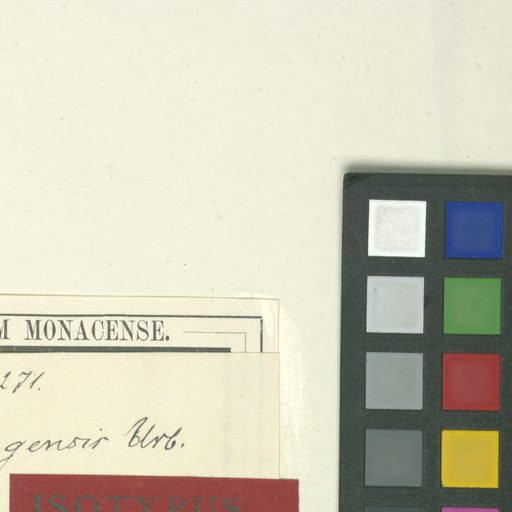 M MONACENSE.
271.
gensis Urb.
ISOTYPUS